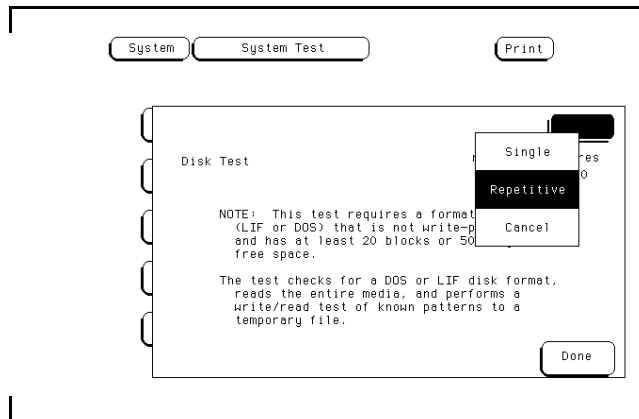 System System Test Print
Single
Disk Test
Repetitive
Cancel
NOTE: This test requires a format
(LIF or DOS) that is not write-p
and has at least 20 blocks or 50
free space.
The test checks for a DOS or LIF disk format,
reads the entire media, and performs a
write/read test of known patterns to a
temporary file.
Done